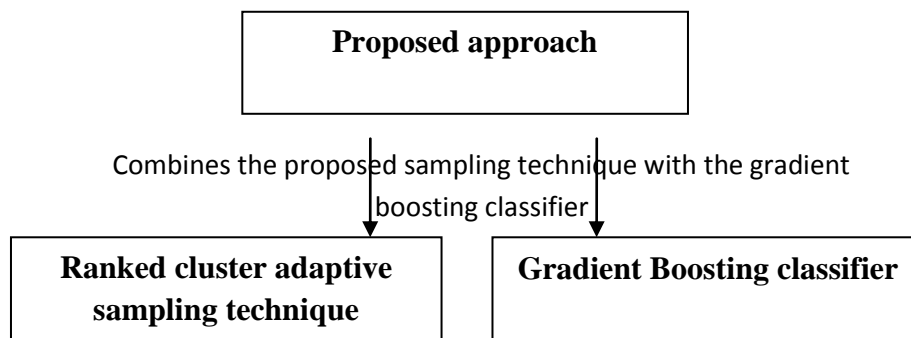 Proposed approach
Combines the proposed sampling technique with the gradient
boosting classifier
Ranked cluster adaptive
sampling technique
Gradient Boosting classifier